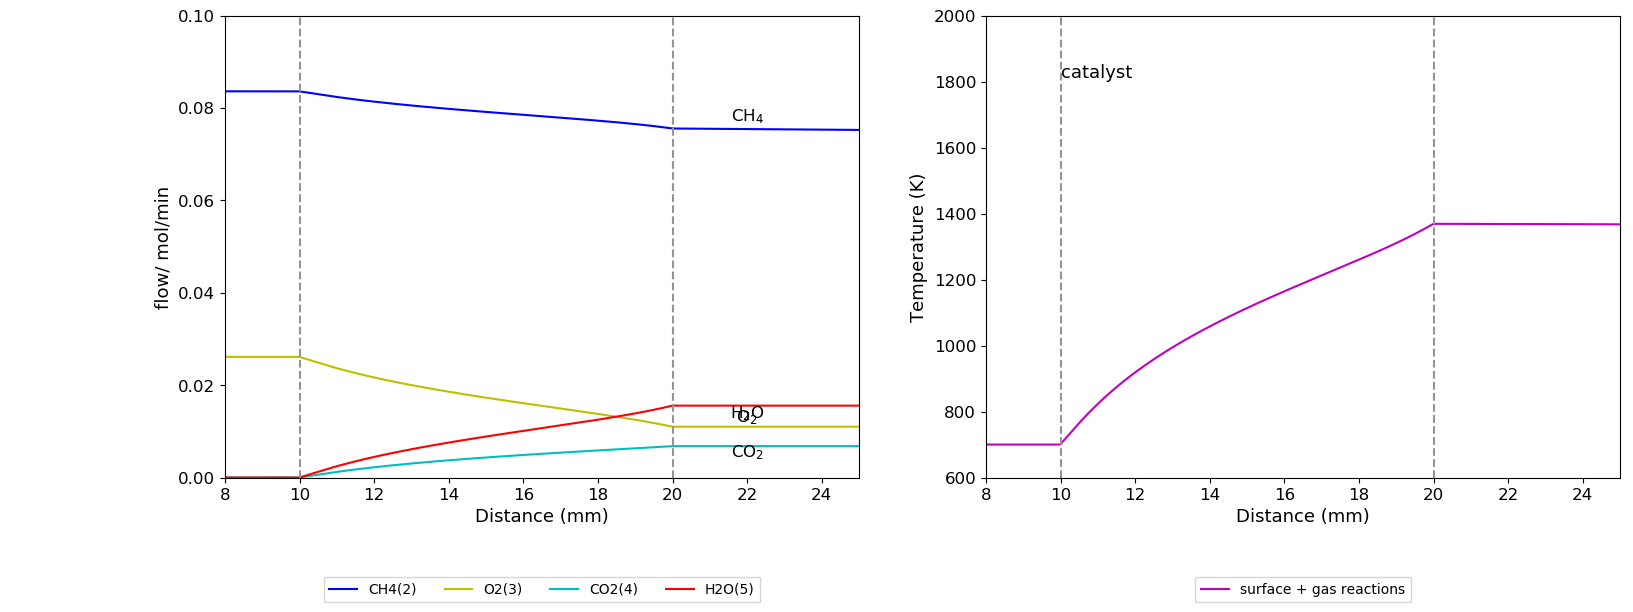 0.10
0.08
0.06
0.04
0.02
0.00
flow/ mol/min
CH₄
H₂O
O₂
CO₂
8 10 12 14 16 18 20 22 24
Distance (mm)
CH4(2) O2(3) CO2(4) H2O(5)
2000
1800
1600
1400
1200
1000
800
600
Temperature (K)
catalyst
8 10 12 14 16 18 20 22 24
Distance (mm)
surface + gas reactions